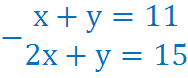 x + y = 11
− 2x + y = 15